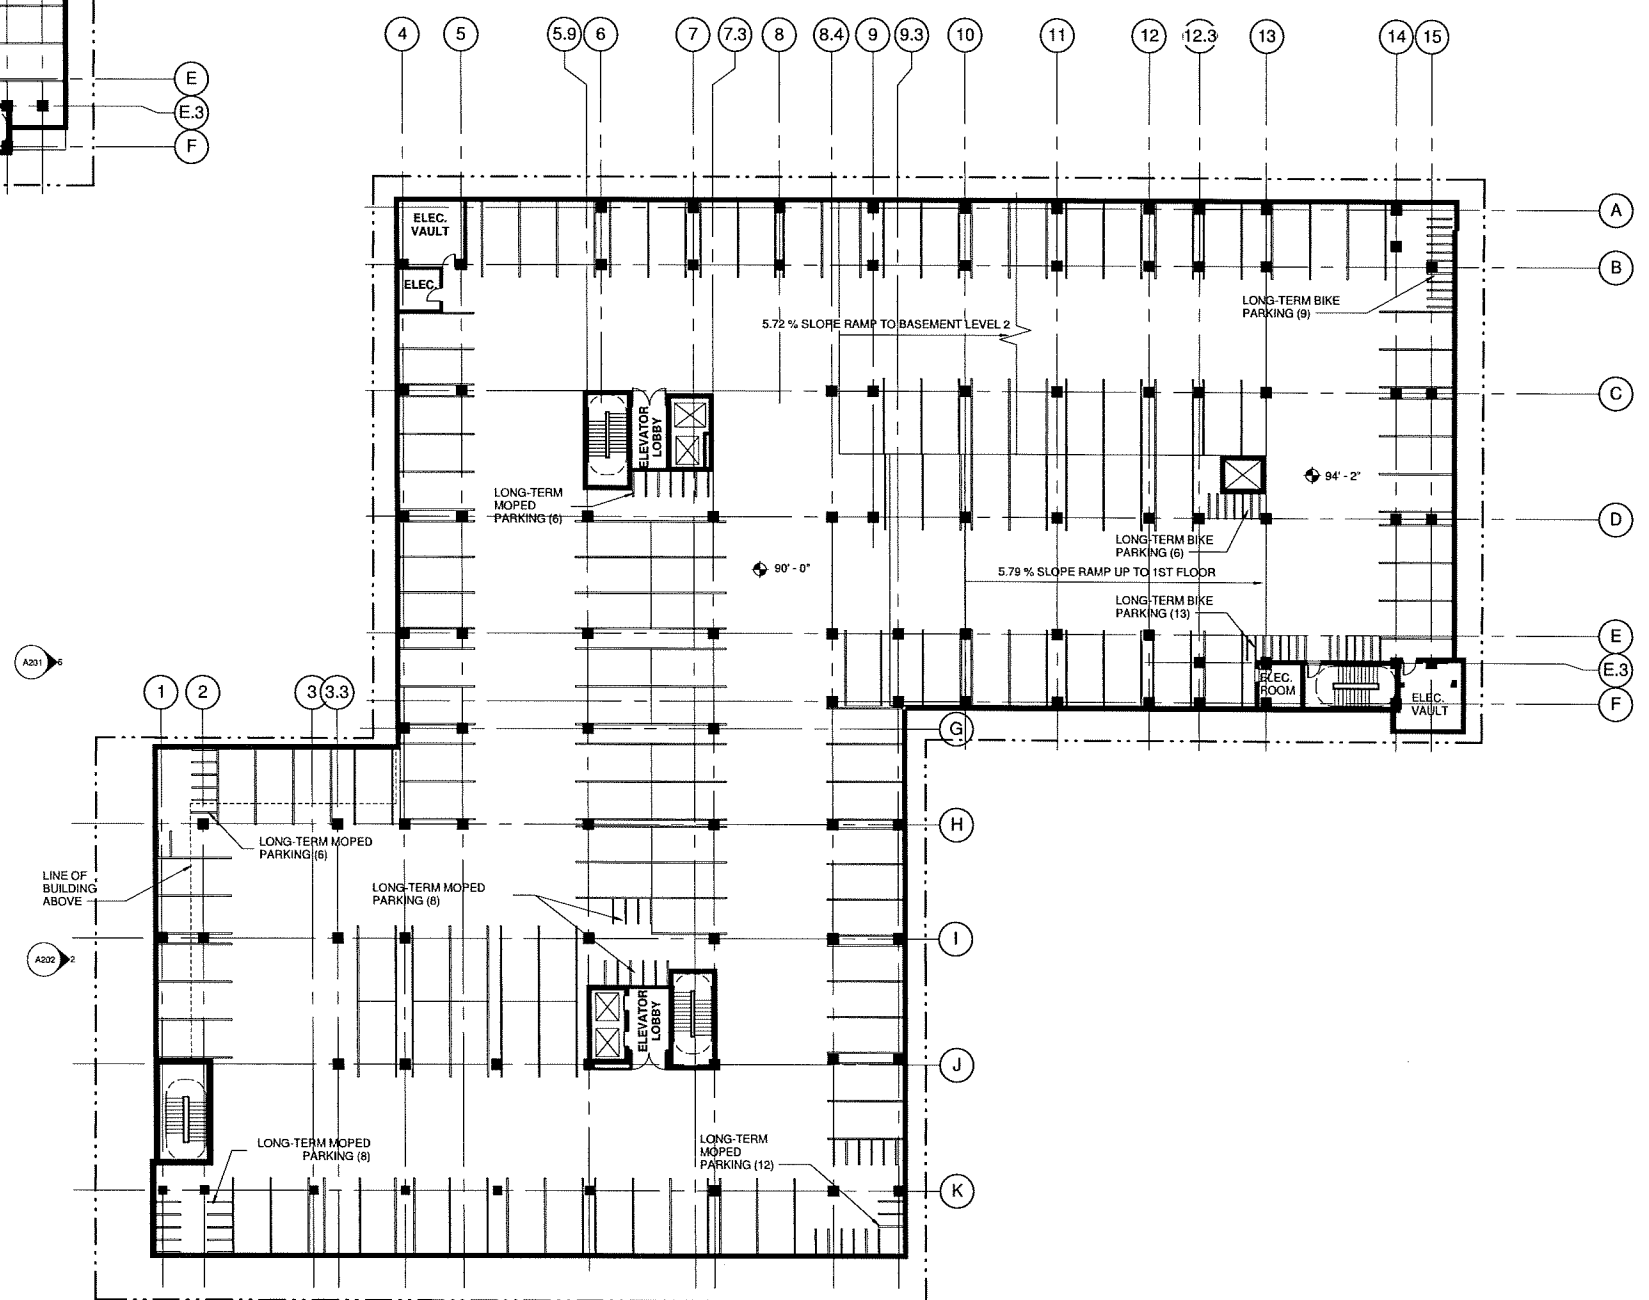 4 5 5.9 6 7 7.3 8 8.4 9 9.3 10 11 12 12.3 13 14 15
E
E.3
F
ELEC.
VAULT
A
B
ELEC.
LONG-TERM BIKE
PARKING (9)
5.72 % SLOPE RAMP TO BASEMENT LEVEL 2
C
ELEVATOR
LOBBY
94' - 2"
LONG-TERM
MOPED
PARKING (6)
D
LONG-TERM BIKE
PARKING (6)
90' - 0"
5.79 % SLOPE RAMP UP TO 1ST FLOOR
LONG-TERM BIKE
PARKING (13)
E
E.3
F
A201 6
1 2 3 3.3
ELEC.
ROOM
ELEC.
VAULT
G
H
LONG-TERM MOPED
PARKING (6)
LINE OF
BUILDING
ABOVE
LONG-TERM MOPED
PARKING (8)
I
A202 2
ELEVATOR
LOBBY
J
LONG-TERM MOPED
PARKING (8)
LONG-TERM
MOPED
PARKING (12)
K